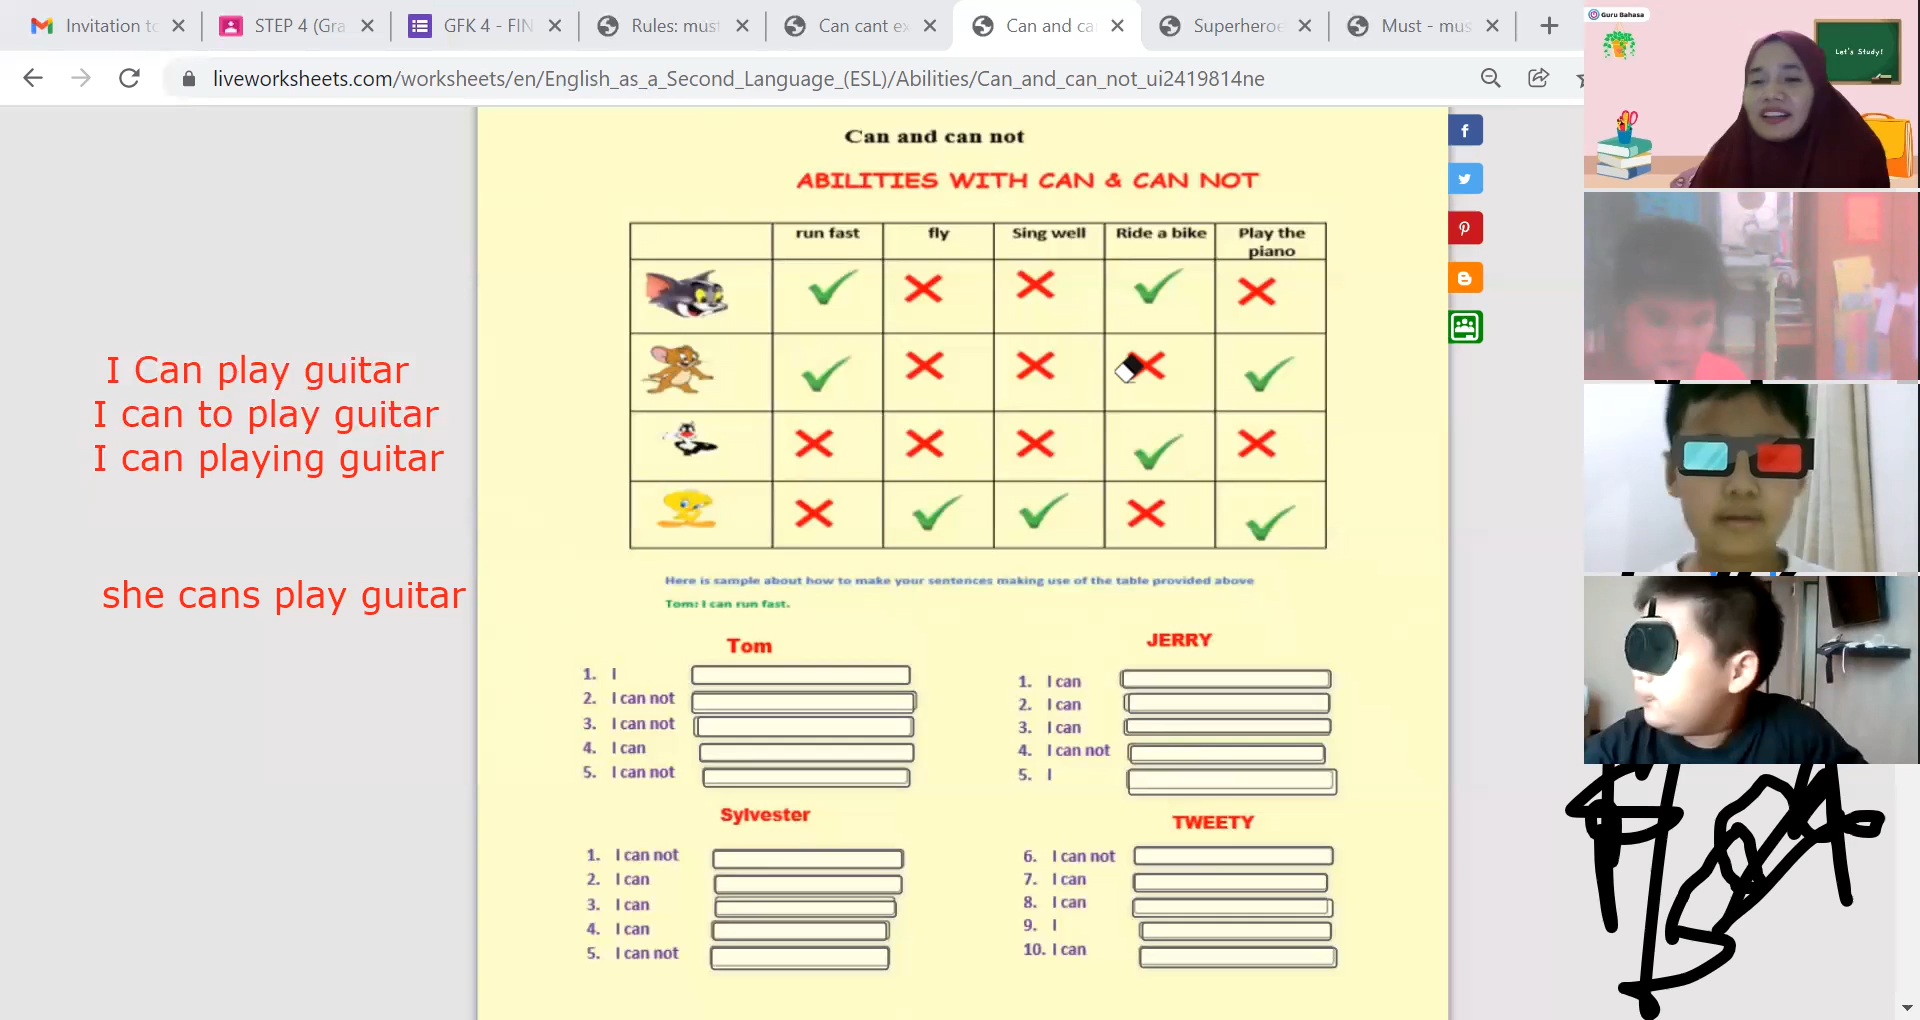 Invitation to
STEP 4 (Gra
GFK 4 - FIN
Rules: must
Can cant ex
Can and ca
Superheroe
Must - mus
liveworksheets.com/worksheets/en/English_as_a_Second_Language_(ESL)/Abilities/Can_and_can_not_ui2419814ne
Guru Bahasa
Let's Study!
Can and can not
ABILITIES WITH CAN & CAN NOT
run fast
fly
Sing well
Ride a bike
Play the
piano
I Can play guitar
I can to play guitar
I can playing guitar
she cans play guitar
Here is sample about how to make your sentences making use of the table provided above
Tom: I can run fast.
Tom
1. I
2. I can not
3. I can not
4. I can
5. I can not
JERRY
1. I can
2. I can
3. I can
4. I can not
5. I
Sylvester
1. I can not
2. I can
3. I can
4. I can
5. I can not
TWEETY
6. I can not
7. I can
8. I can
9. I
10. I can